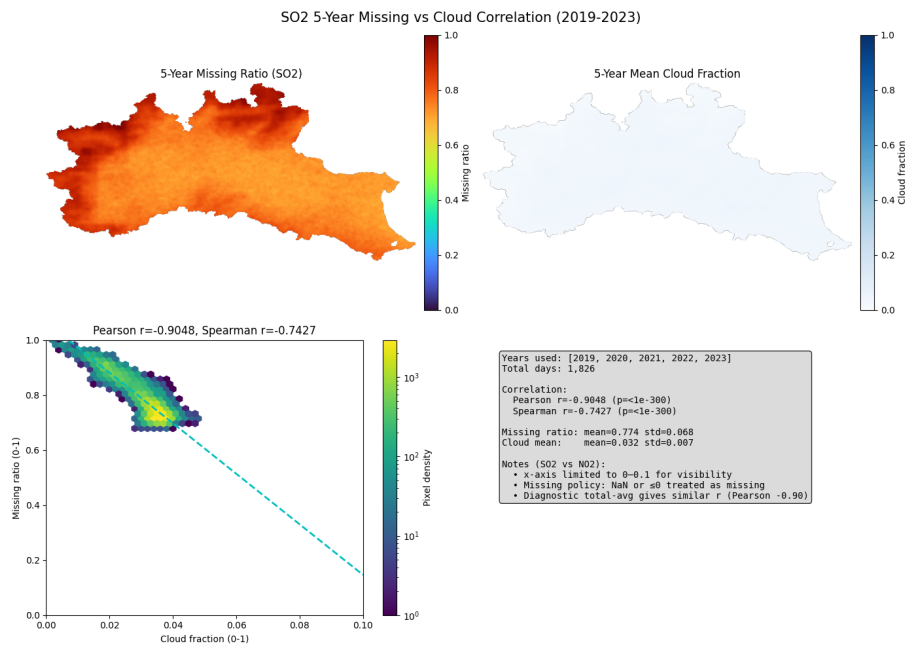 SO2 5-Year Missing vs Cloud Correlation (2019-2023)
5-Year Missing Ratio (SO2)
1.0
0.8
0.6
0.4
0.2
0.0
Missing ratio
5-Year Mean Cloud Fraction
1.0
0.8
0.6
0.4
0.2
0.0
Cloud fraction
Pearson r=-0.9048, Spearman r=-0.7427
1.0
0.8
0.6
0.4
0.2
0.0
Missing ratio (0-1)
0.00 0.02 0.04 0.06 0.08 0.10
Cloud fraction (0-1)
10³
10²
10¹
10⁰
Pixel density
Years used: [2019, 2020, 2021, 2022, 2023]
Total days: 1,826
Correlation:
Pearson r=-0.9048 (p=<1e-300)
Spearman r=-0.7427 (p=<1e-300)
Missing ratio: mean=0.774 std=0.068
Cloud mean: mean=0.032 std=0.007
Notes (SO2 vs NO2):
• x-axis limited to 0–0.1 for visibility
• Missing policy: NaN or ≤0 treated as missing
• Diagnostic total-avg gives similar r (Pearson -0.90)